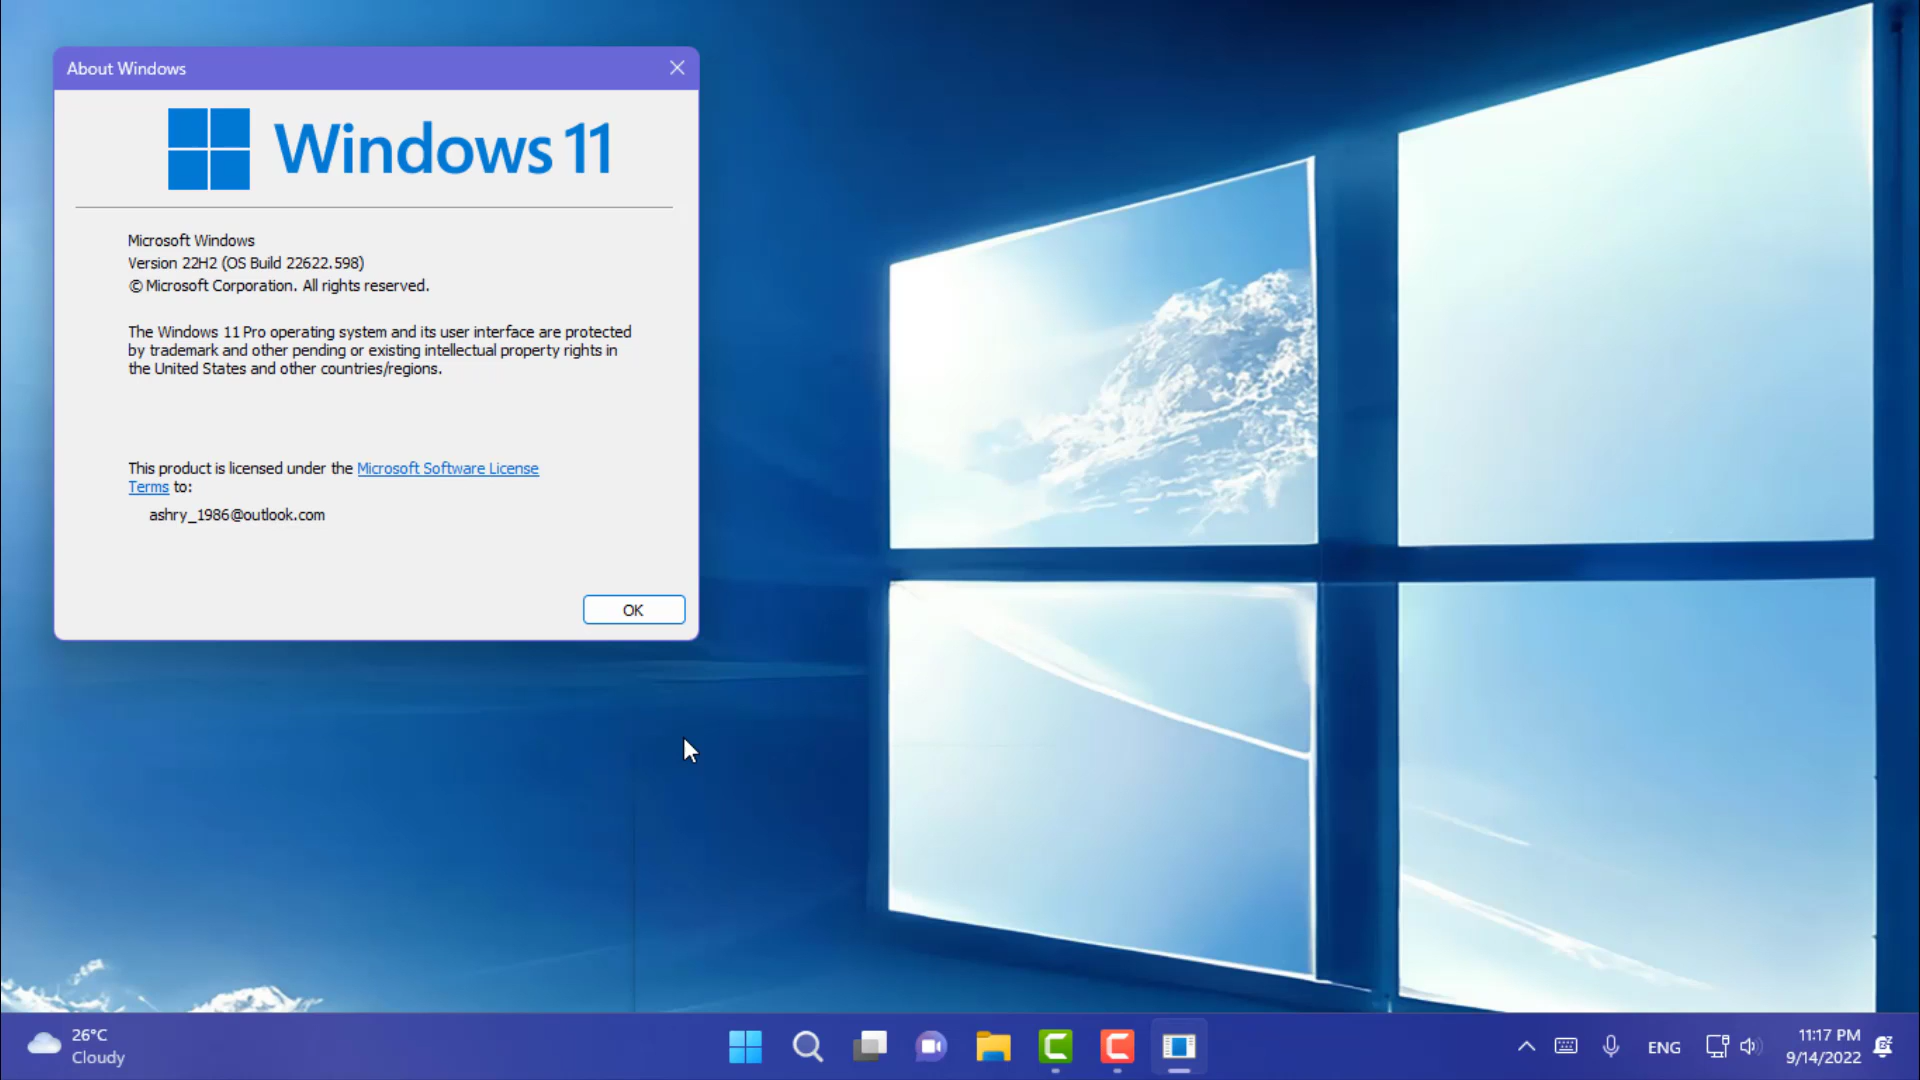 About Windows
Windows 11
Microsoft Windows
Version 22H2 (OS Build 22622.598)
© Microsoft Corporation. All rights reserved.
The Windows 11 Pro operating system and its user interface are protected
by trademark and other pending or existing intellectual property rights in
the United States and other countries/regions.
This product is licensed under the Microsoft Software License
Terms to:
ashry_1986@outlook.com
OK
26°C
Cloudy
ENG
11:17 PM
9/14/2022